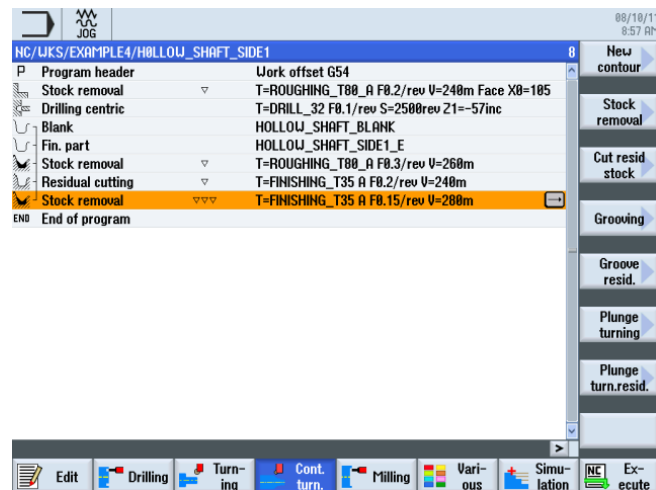 JOG
08/10/11
8:57 AM
NC/WKS/EXAMPLE4/HOLLOW_SHAFT_SIDE1 8
P Program header Work offset G54
Stock removal ▽ T=ROUGHING_T80_A F0.2/rev V=240m Face X0=105
Drilling centric T=DRILL_32 F0.1/rev S=2500rev Z1=-57inc
Blank HOLLOW_SHAFT_BLANK
Fin. part HOLLOW_SHAFT_SIDE1_E
Stock removal ▽ T=ROUGHING_T80_A F0.3/rev V=260m
Residual cutting ▽ T=FINISHING_T35 A F0.2/rev V=240m
Stock removal ▽▽▽ T=FINISHING_T35 A F0.15/rev V=280m
END End of program
New
contour
Stock
removal
Cut resid
stock
Grooving
Groove
resid.
Plunge
turning
Plunge
turn.resid.
Edit
Drilling
Turn-
ing
Cont.
turn.
Milling
Vari-
ous
Simu-
lation
NC Ex-
ecute